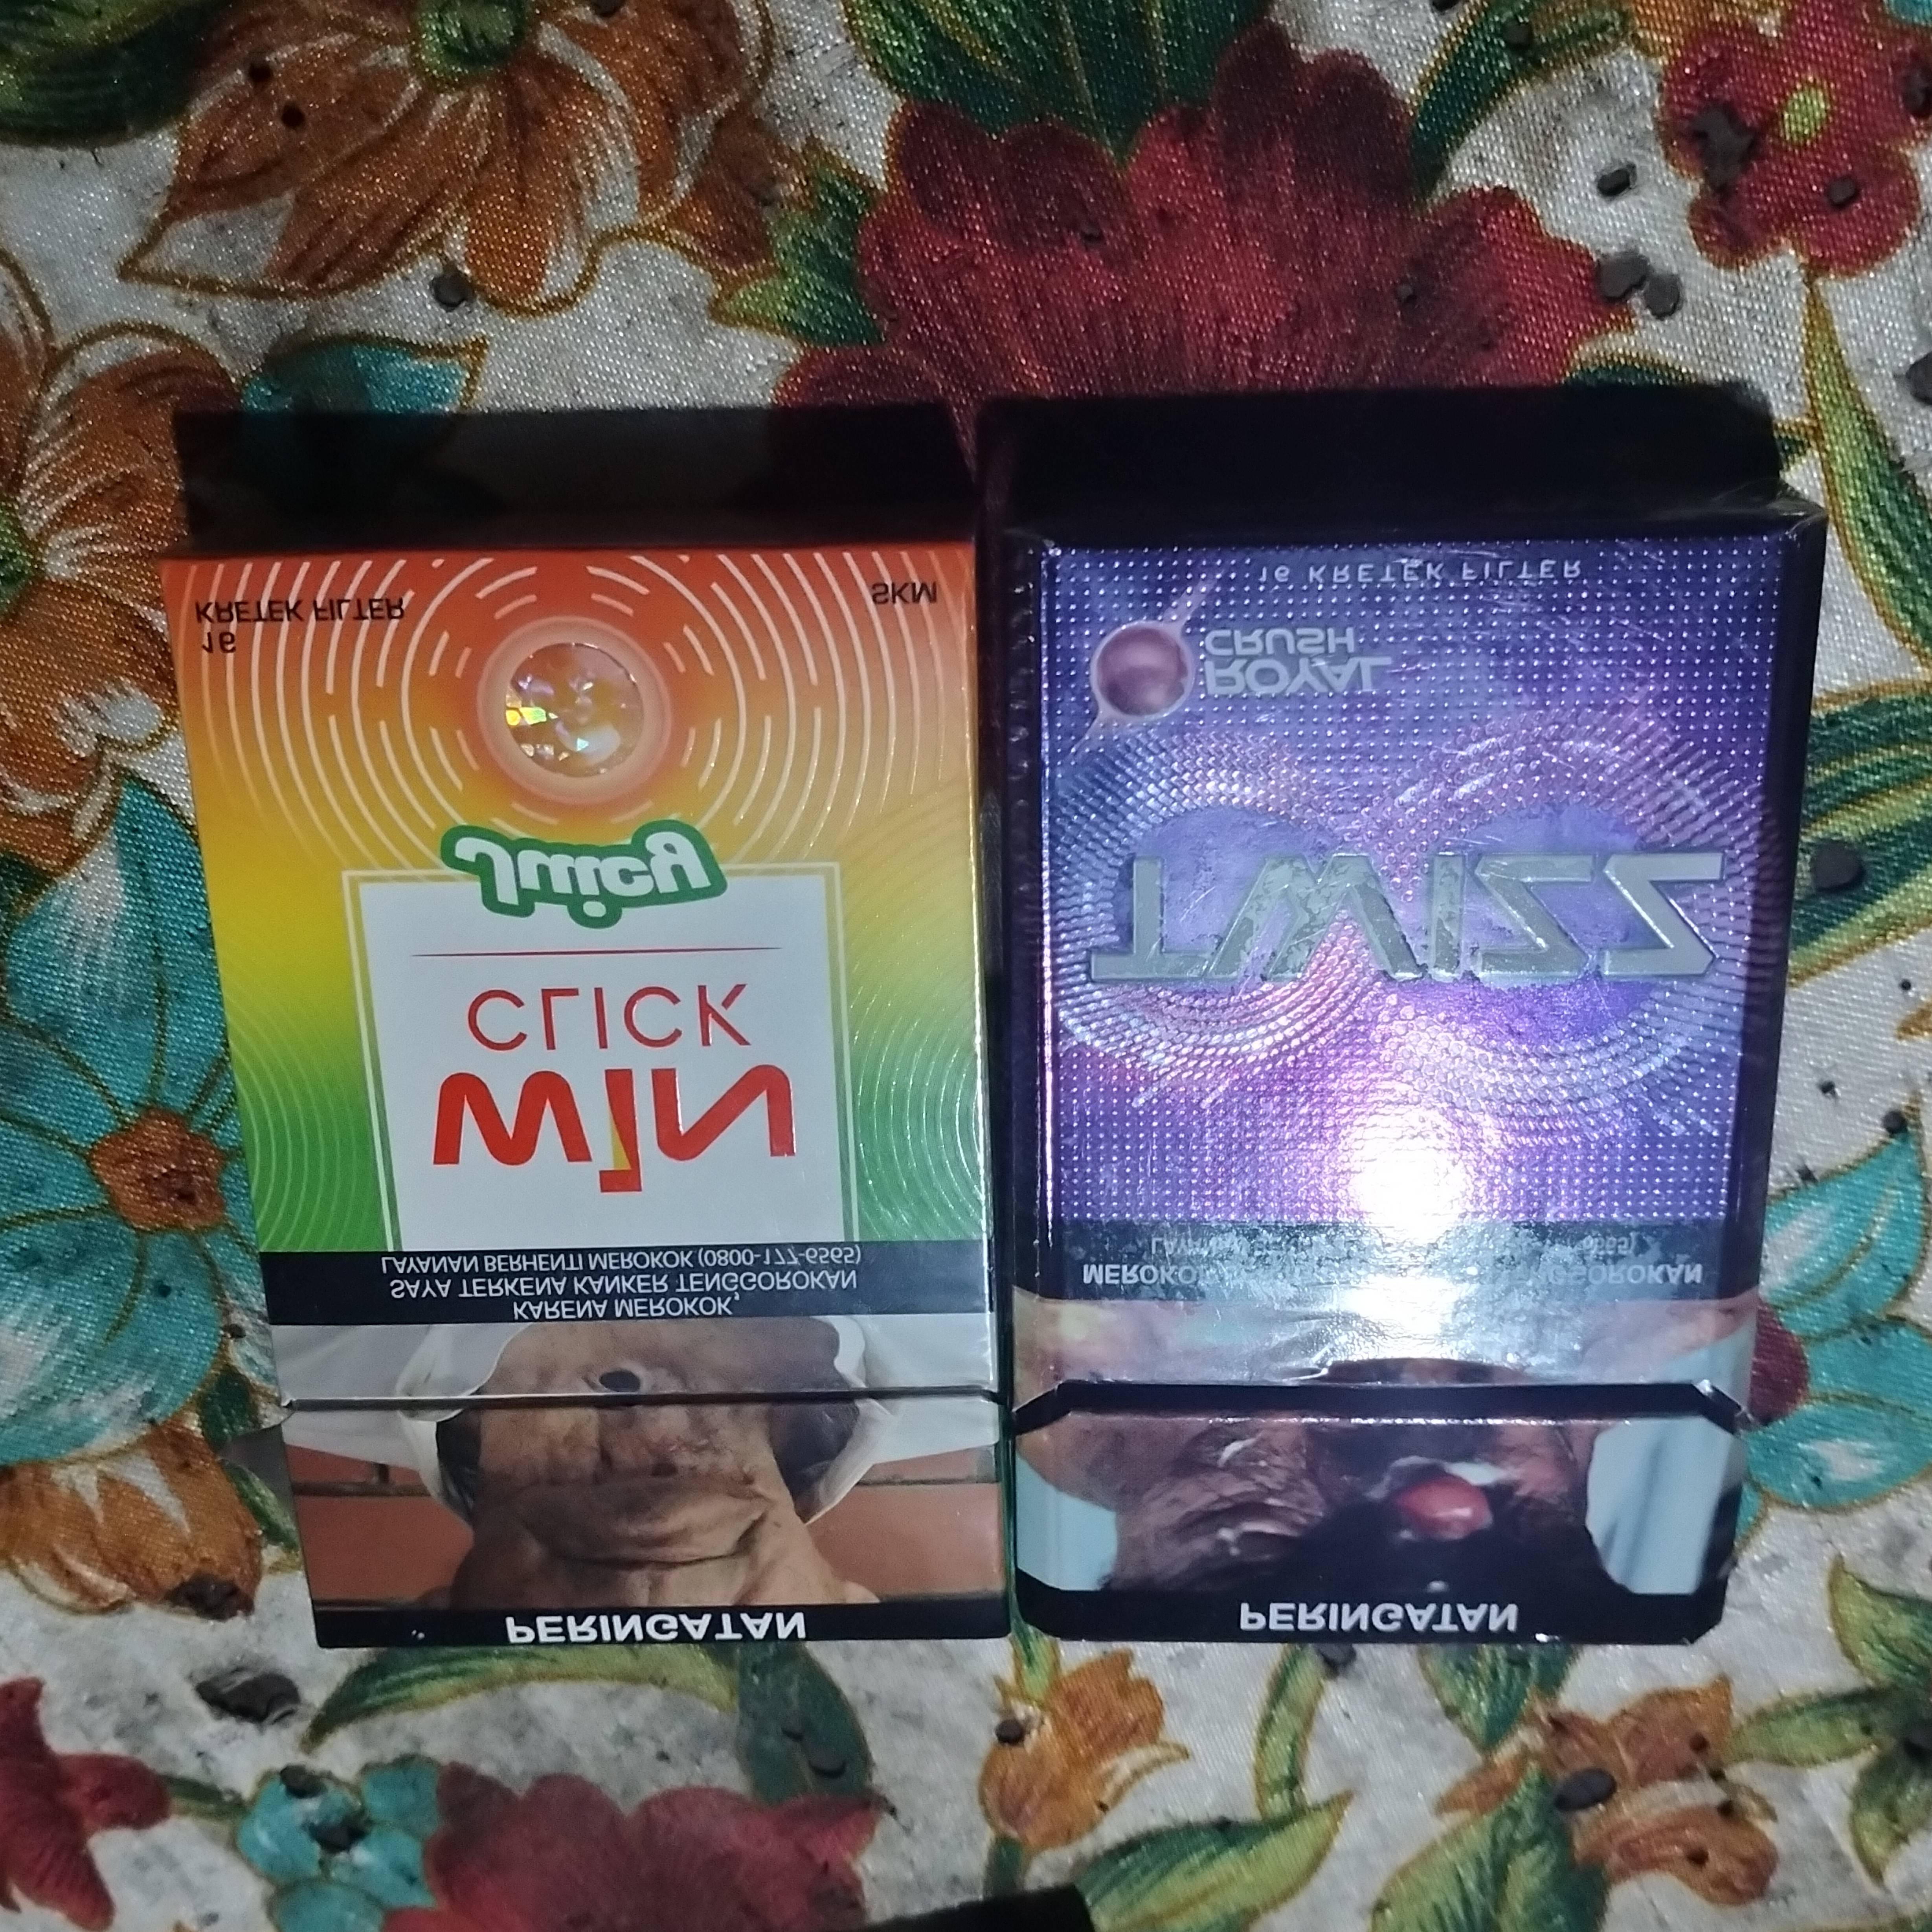 PERINGATAN
KARENA MEROKOK,
SAYA TERKENA KANKER TENGGOROKAN
LAYANAN BERHENTI MEROKOK (0800-177-6565)
WIN
CLICK
Juicy
16
KRETEK FILTER
SKM
PERINGATAN
TWIZZ
ROYAL
CRUSH
16 KRETEK FILTER